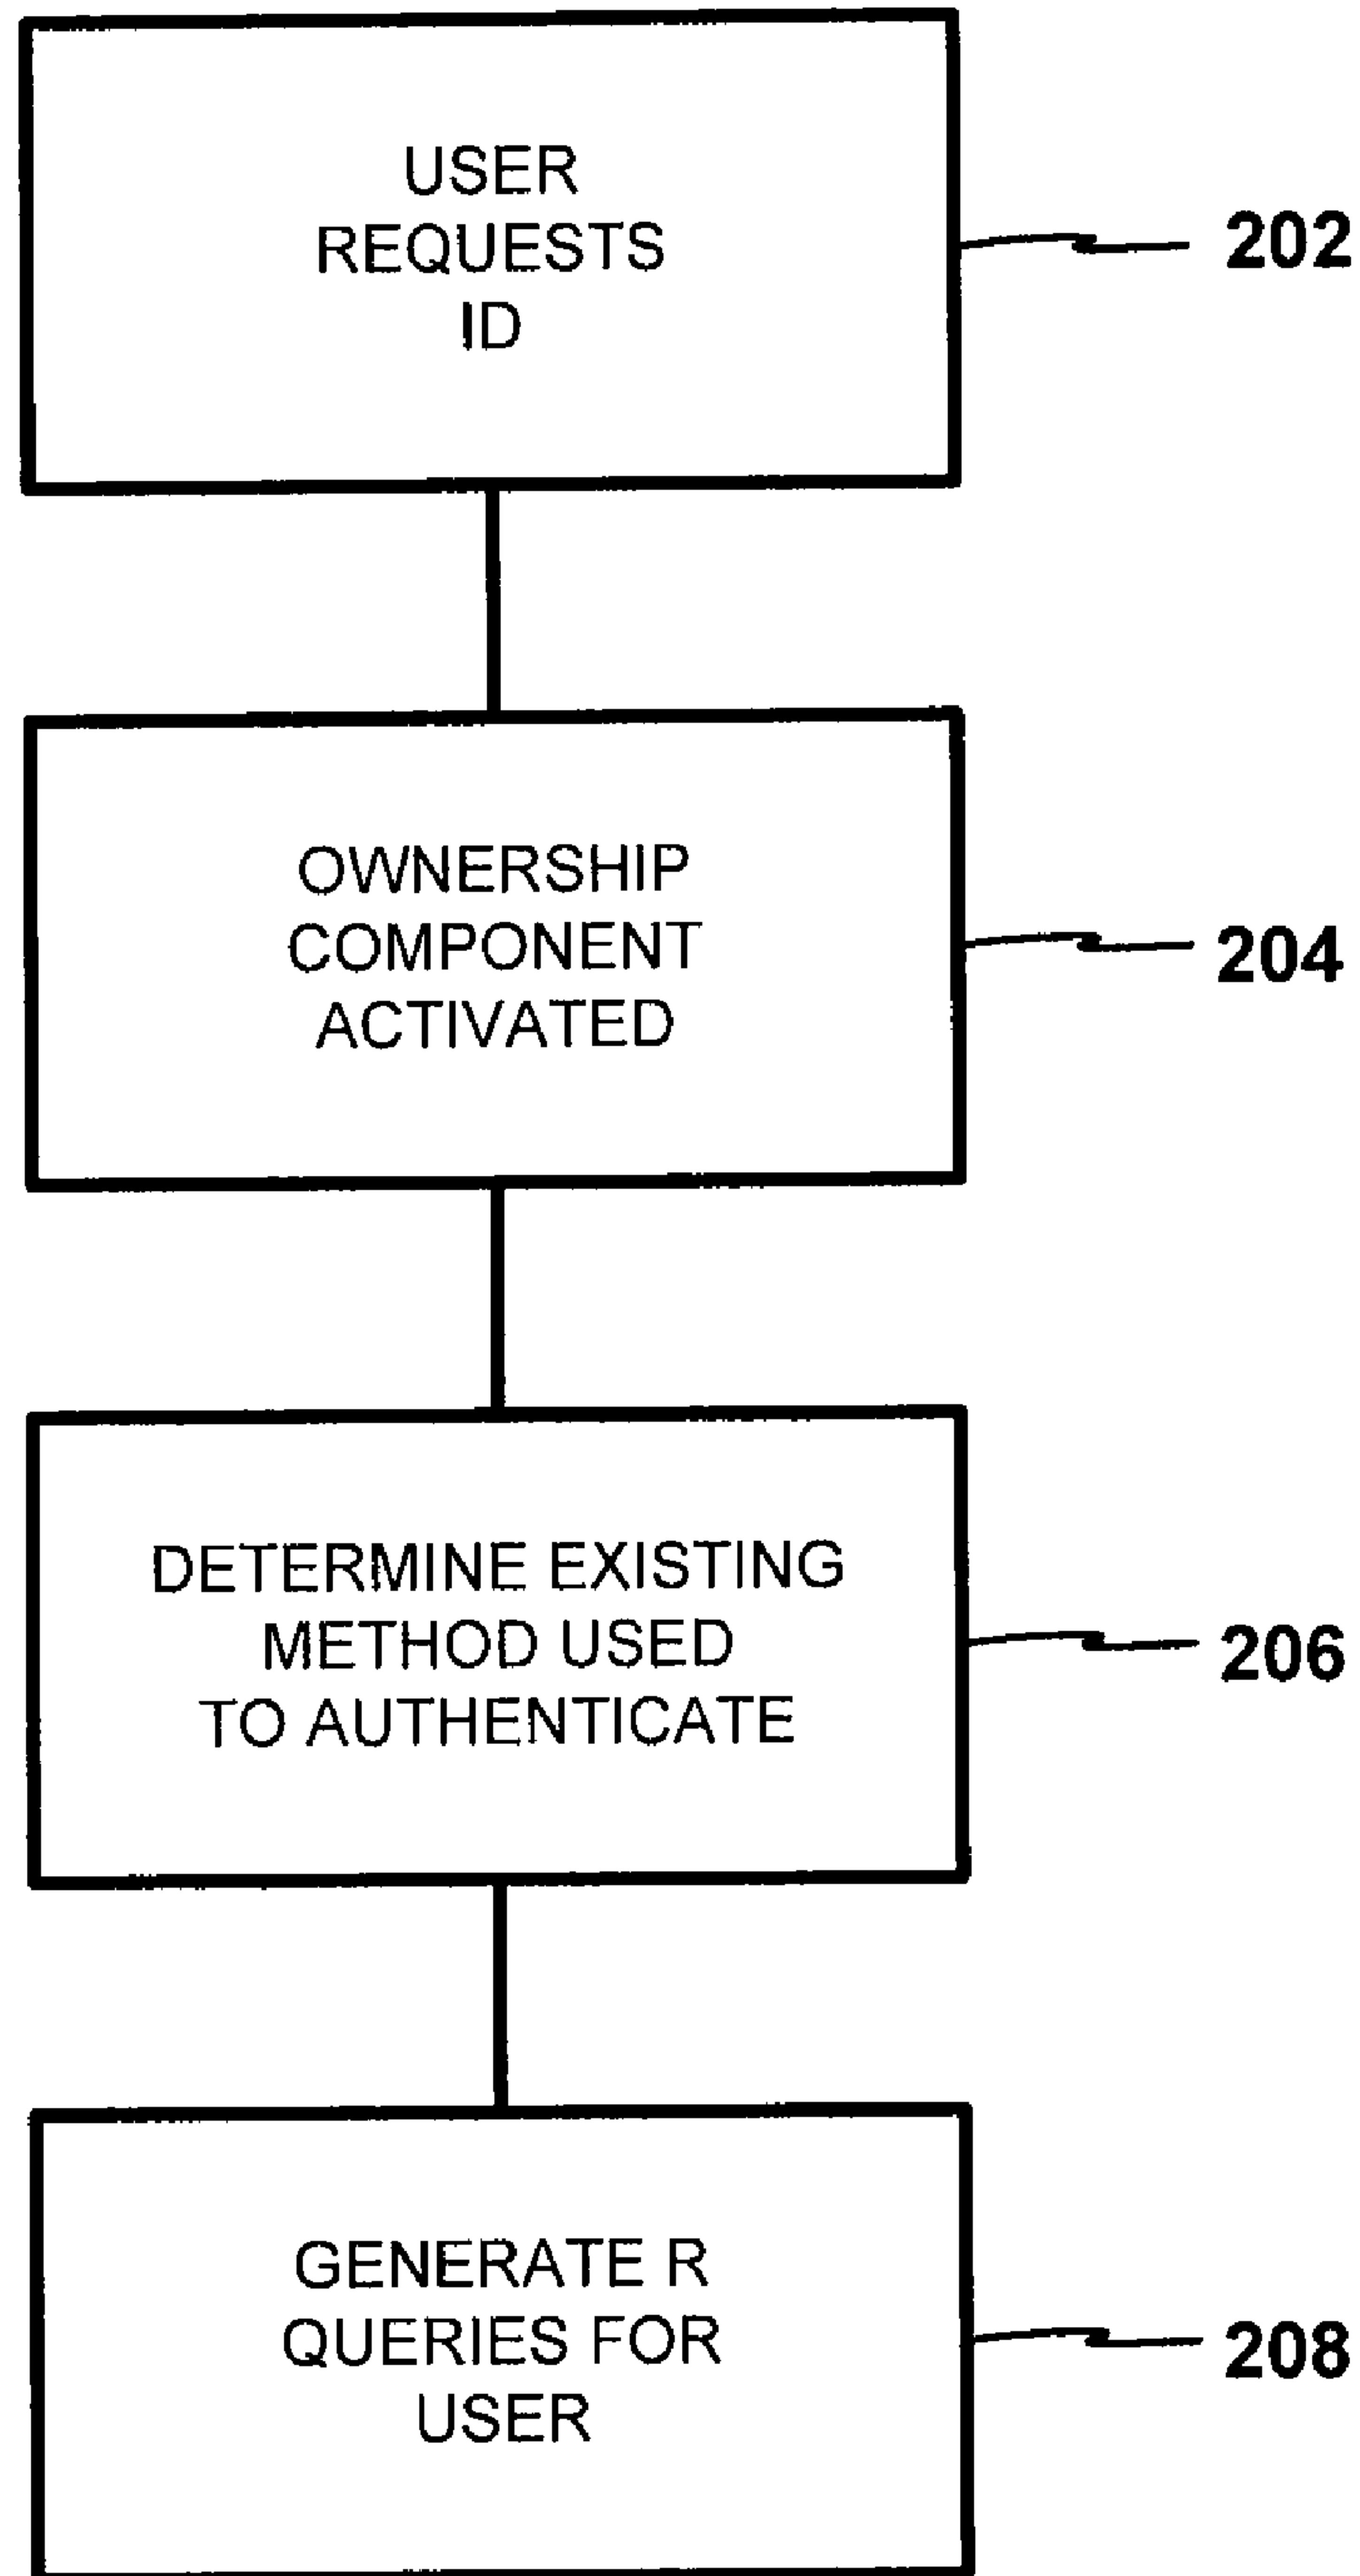 USER
REQUESTS
ID
202
OWNERSHIP
COMPONENT
ACTIVATED
204
DETERMINE EXISTING
METHOD USED
TO AUTHENTICATE
206
GENERATE R
QUERIES FOR
USER
208